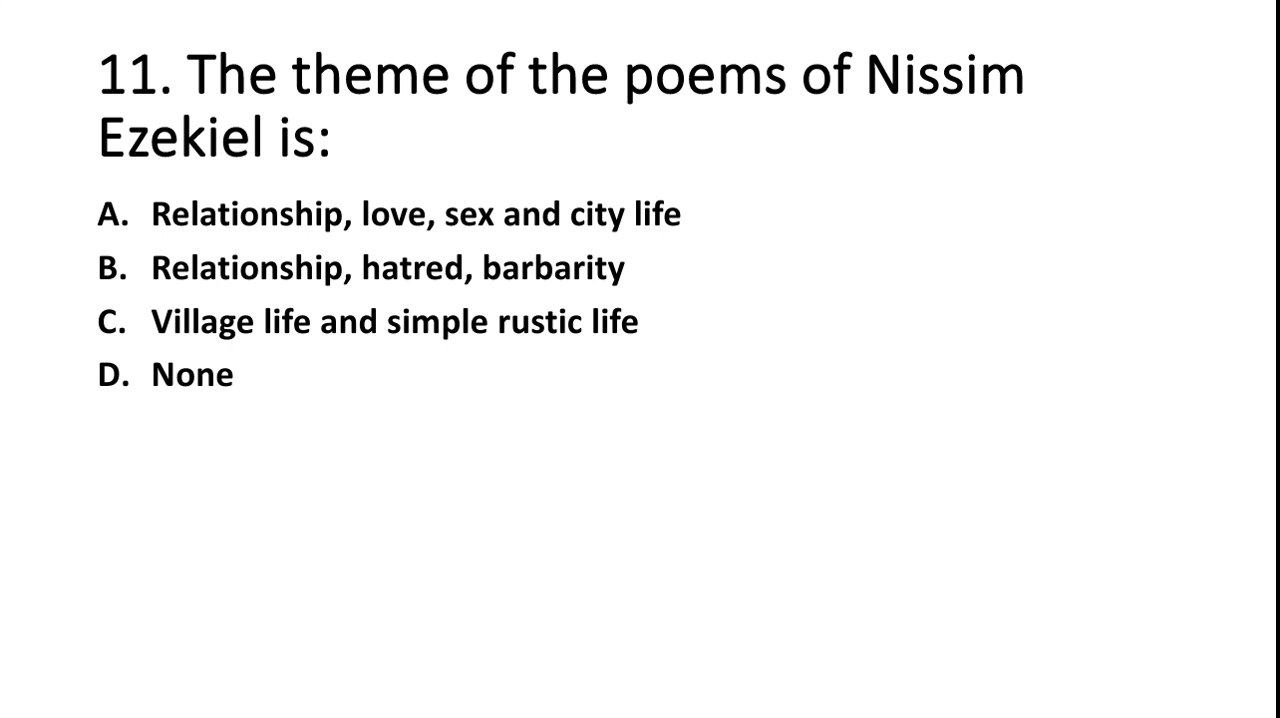 11. The theme of the poems of Nissim
Ezekiel is:
A. Relationship, love, sex and city life
B. Relationship, hatred, barbarity
C. Village life and simple rustic life
D. None